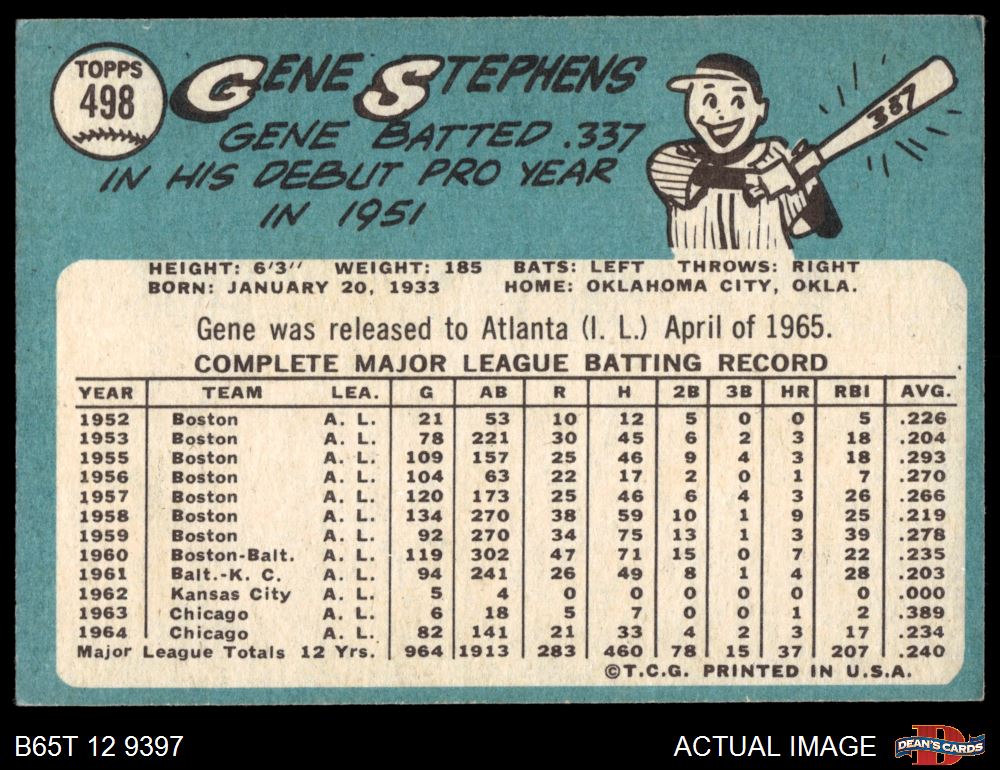 TOPPS
498
GENE STEPHENS
GENE BATTED .337
IN HIS DEBUT PRO YEAR
IN 1951
337
HEIGHT: 6'3" WEIGHT: 185 BATS: LEFT THROWS: RIGHT
BORN: JANUARY 20, 1933 HOME: OKLAHOMA CITY, OKLA.
Gene was released to Atlanta (I. L.) April of 1965.
COMPLETE MAJOR LEAGUE BATTING RECORD
YEAR TEAM LEA. G AB R H 2B 3B HR RBI AVG.
1952 Boston A. L. 21 53 10 12 5 0 0 5 .226
1953 Boston A. L. 78 221 30 45 6 2 3 18 .204
1955 Boston A. L. 109 157 25 46 9 4 3 18 .293
1956 Boston A. L. 104 63 22 17 2 0 1 7 .270
1957 Boston A. L. 120 173 25 46 6 4 3 26 .266
1958 Boston A. L. 134 270 38 59 10 1 9 25 .219
1959 Boston A. L. 92 270 34 75 13 1 3 39 .278
1960 Boston-Balt. A. L. 119 302 47 71 15 0 7 22 .235
1961 Balt.-K. C. A. L. 94 241 26 49 8 1 4 28 .203
1962 Kansas City A. L. 5 4 0 0 0 0 0 0 .000
1963 Chicago A. L. 6 18 5 7 0 0 1 2 .389
1964 Chicago A. L. 82 141 21 33 4 2 3 17 .234
Major League Totals 12 Yrs. 964 1913 283 460 78 15 37 207 .240
©T.C.G. PRINTED IN U.S.A.
B65T 12 9397 ACTUAL IMAGE DEAN'S CARDS